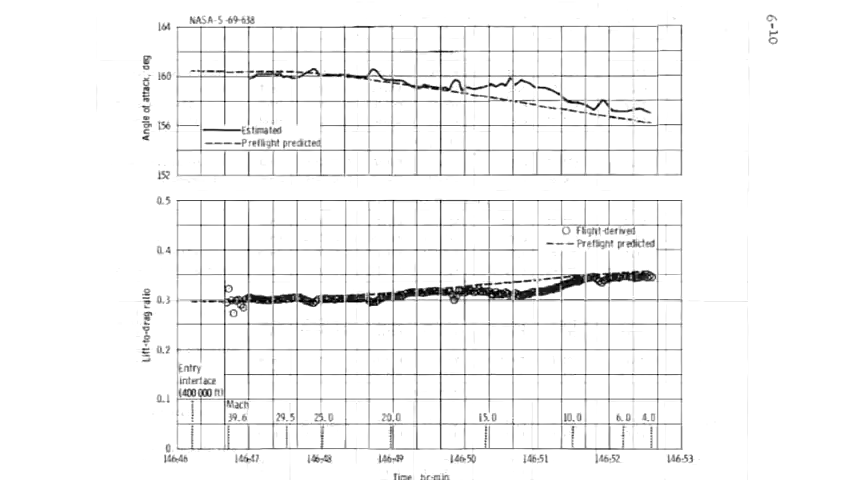 NASA-S-69-638
6-10
164
160
156
152
Angle of attack, deg
Estimated
Preflight predicted
0.5
0.4
0.3
0.2
0.1
0
Lift-to-drag ratio
Flight-derived
Preflight predicted
Entry
interface
(400 000 ft)
Mach
39.6 29.5 25.0 20.0 15.0 10.0 6.0 4.0
146:46 146:47 146:48 146:49 146:50 146:51 146:52 146:53
Time, hr:min